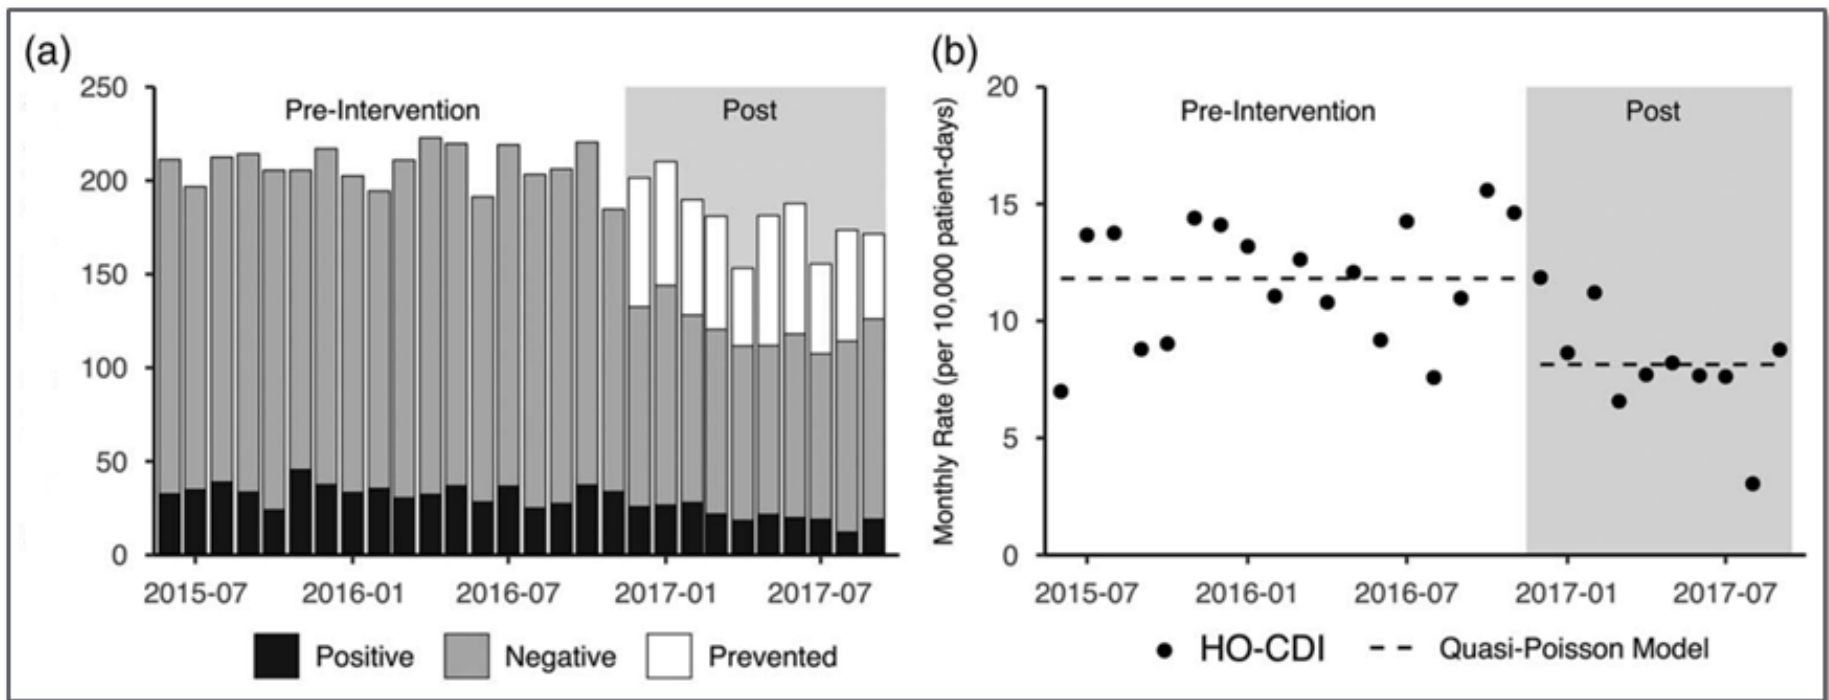 (a)
250
200
150
100
50
0
Pre-Intervention
Post
2015-07
2016-01
2016-07
2017-01
2017-07
Positive
Negative
Prevented
(b)
Monthly Rate (per 10,000 patient-days)
20
15
10
5
0
Pre-Intervention
Post
2015-07
2016-01
2016-07
2017-01
2017-07
HO-CDI
Quasi-Poisson Model